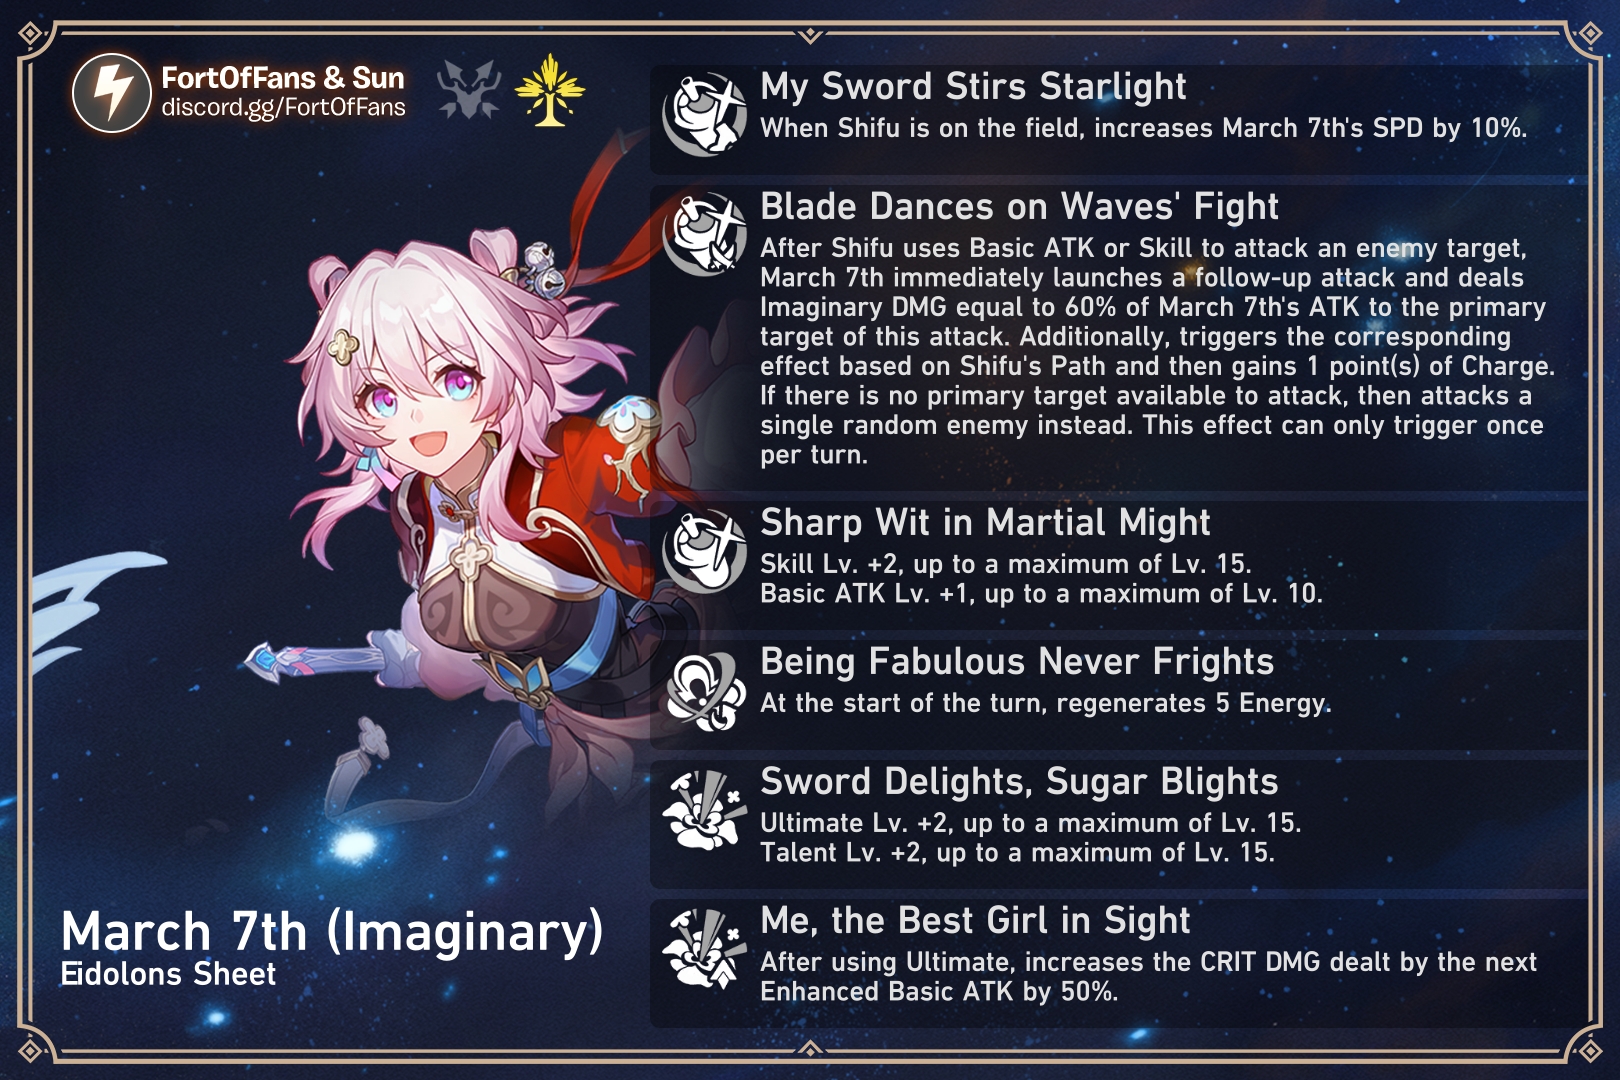 FortOfFans & Sun
discord.gg/FortOfFans
My Sword Stirs Starlight
When Shifu is on the field, increases March 7th's SPD by 10%.
Blade Dances on Waves' Fight
After Shifu uses Basic ATK or Skill to attack an enemy target,
March 7th immediately launches a follow-up attack and deals
Imaginary DMG equal to 60% of March 7th's ATK to the primary
target of this attack. Additionally, triggers the corresponding
effect based on Shifu's Path and then gains 1 point(s) of Charge.
If there is no primary target available to attack, then attacks a
single random enemy instead. This effect can only trigger once
per turn.
Sharp Wit in Martial Might
Skill Lv. +2, up to a maximum of Lv. 15.
Basic ATK Lv. +1, up to a maximum of Lv. 10.
Being Fabulous Never Frights
At the start of the turn, regenerates 5 Energy.
Sword Delights, Sugar Blights
Ultimate Lv. +2, up to a maximum of Lv. 15.
Talent Lv. +2, up to a maximum of Lv. 15.
Me, the Best Girl in Sight
After using Ultimate, increases the CRIT DMG dealt by the next
Enhanced Basic ATK by 50%.
March 7th (Imaginary)
Eidolons Sheet